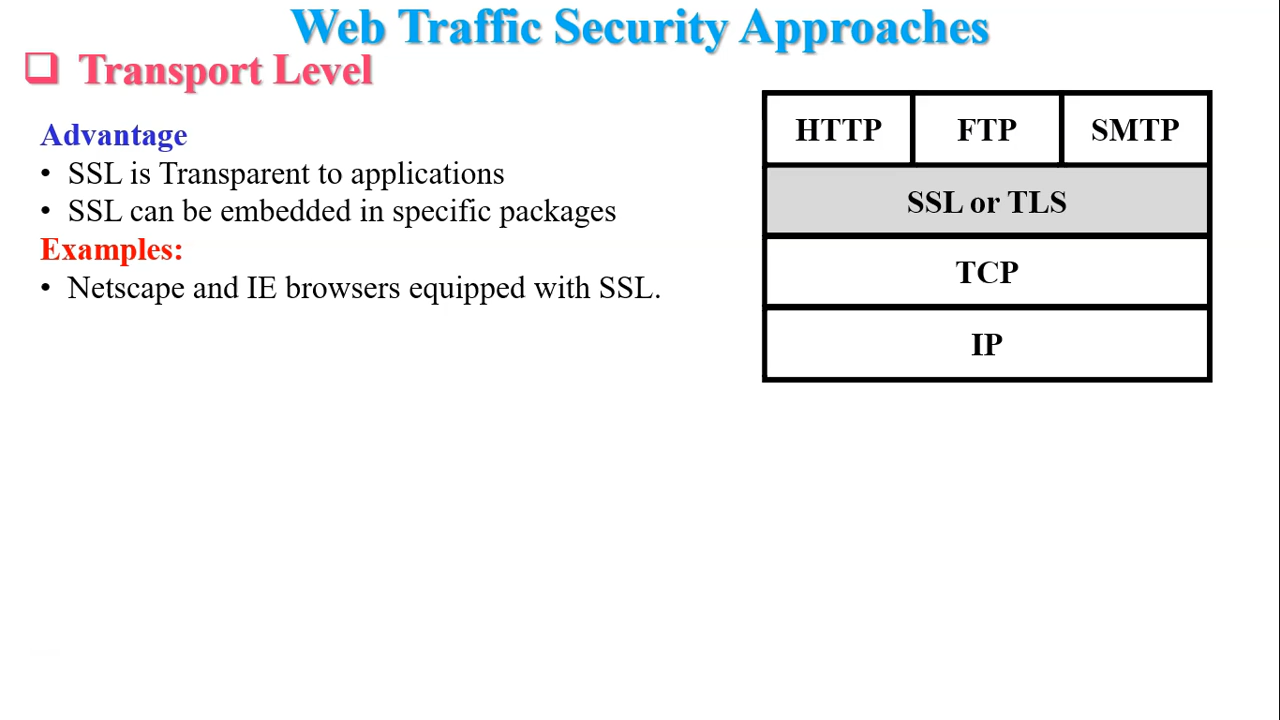 Web Traffic Security Approaches
❑ Transport Level
Advantage
• SSL is Transparent to applications
• SSL can be embedded in specific packages
Examples:
• Netscape and IE browsers equipped with SSL.
HTTP FTP SMTP
SSL or TLS
TCP
IP